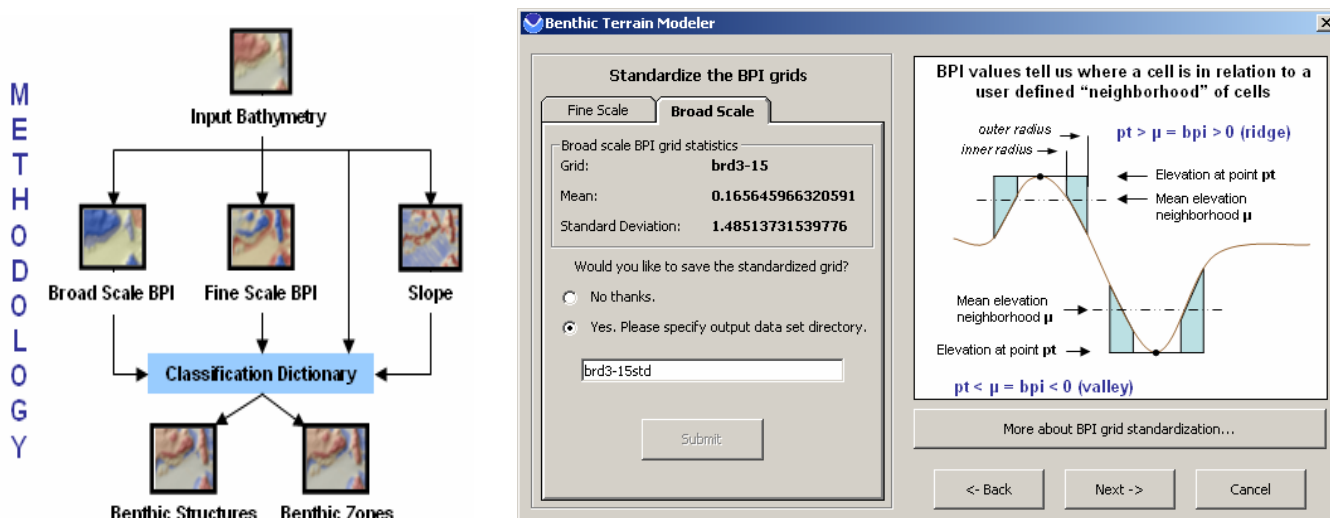 METHODOLOGY
Input Bathymetry
Broad Scale BPI
Fine Scale BPI
Slope
Classification Dictionary
Benthic Structures
Benthic Zones
Benthic Terrain Modeler
Standardize the BPI grids
Fine Scale
Broad Scale
Broad scale BPI grid statistics
Grid: brd3-15
Mean: 0.165645966320591
Standard Deviation: 1.48513731539776
Would you like to save the standardized grid?
No thanks.
Yes. Please specify output data set directory.
brd3-15std
Submit
BPI values tell us where a cell is in relation to a
user defined “neighborhood” of cells
outer radius
inner radius
pt > µ = bpi > 0 (ridge)
Elevation at point pt
Mean elevation
neighborhood µ
Mean elevation
neighborhood µ
Elevation at point pt
pt < µ = bpi < 0 (valley)
More about BPI grid standardization...
<- Back
Next ->
Cancel